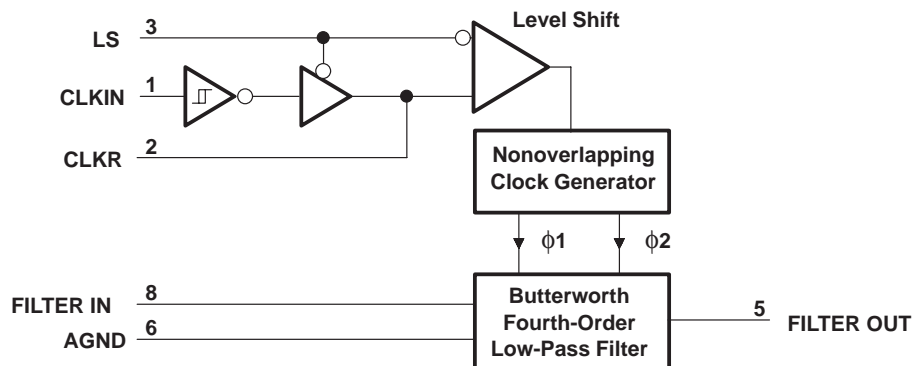 Level Shift
LS
3
CLKIN
1
CLKR
2
Nonoverlapping
Clock Generator
ϕ1
ϕ2
FILTER IN
8
AGND
6
Butterworth
Fourth-Order
Low-Pass Filter
5
FILTER OUT